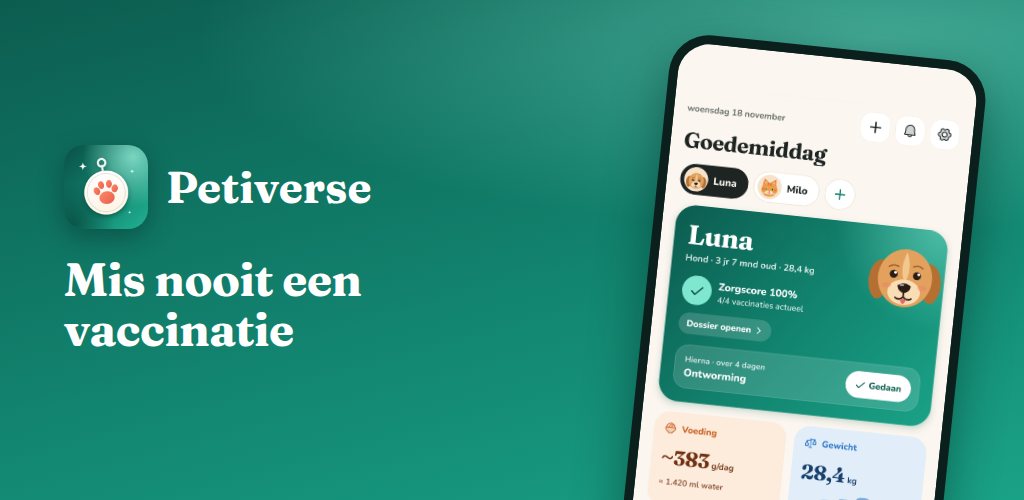 Petiverse
Mis nooit een
vaccinatie
woensdag 18 november
Goedemiddag
Luna
Milo
Luna
Hond · 3 jr 7 mnd oud · 28,4 kg
Zorgscore 100%
4/4 vaccinaties actueel
Dossier openen
Hierna · over 4 dagen
Ontworming
Gedaan
Voeding
~383 g/dag
≈ 1.420 ml water
Gewicht
28,4 kg